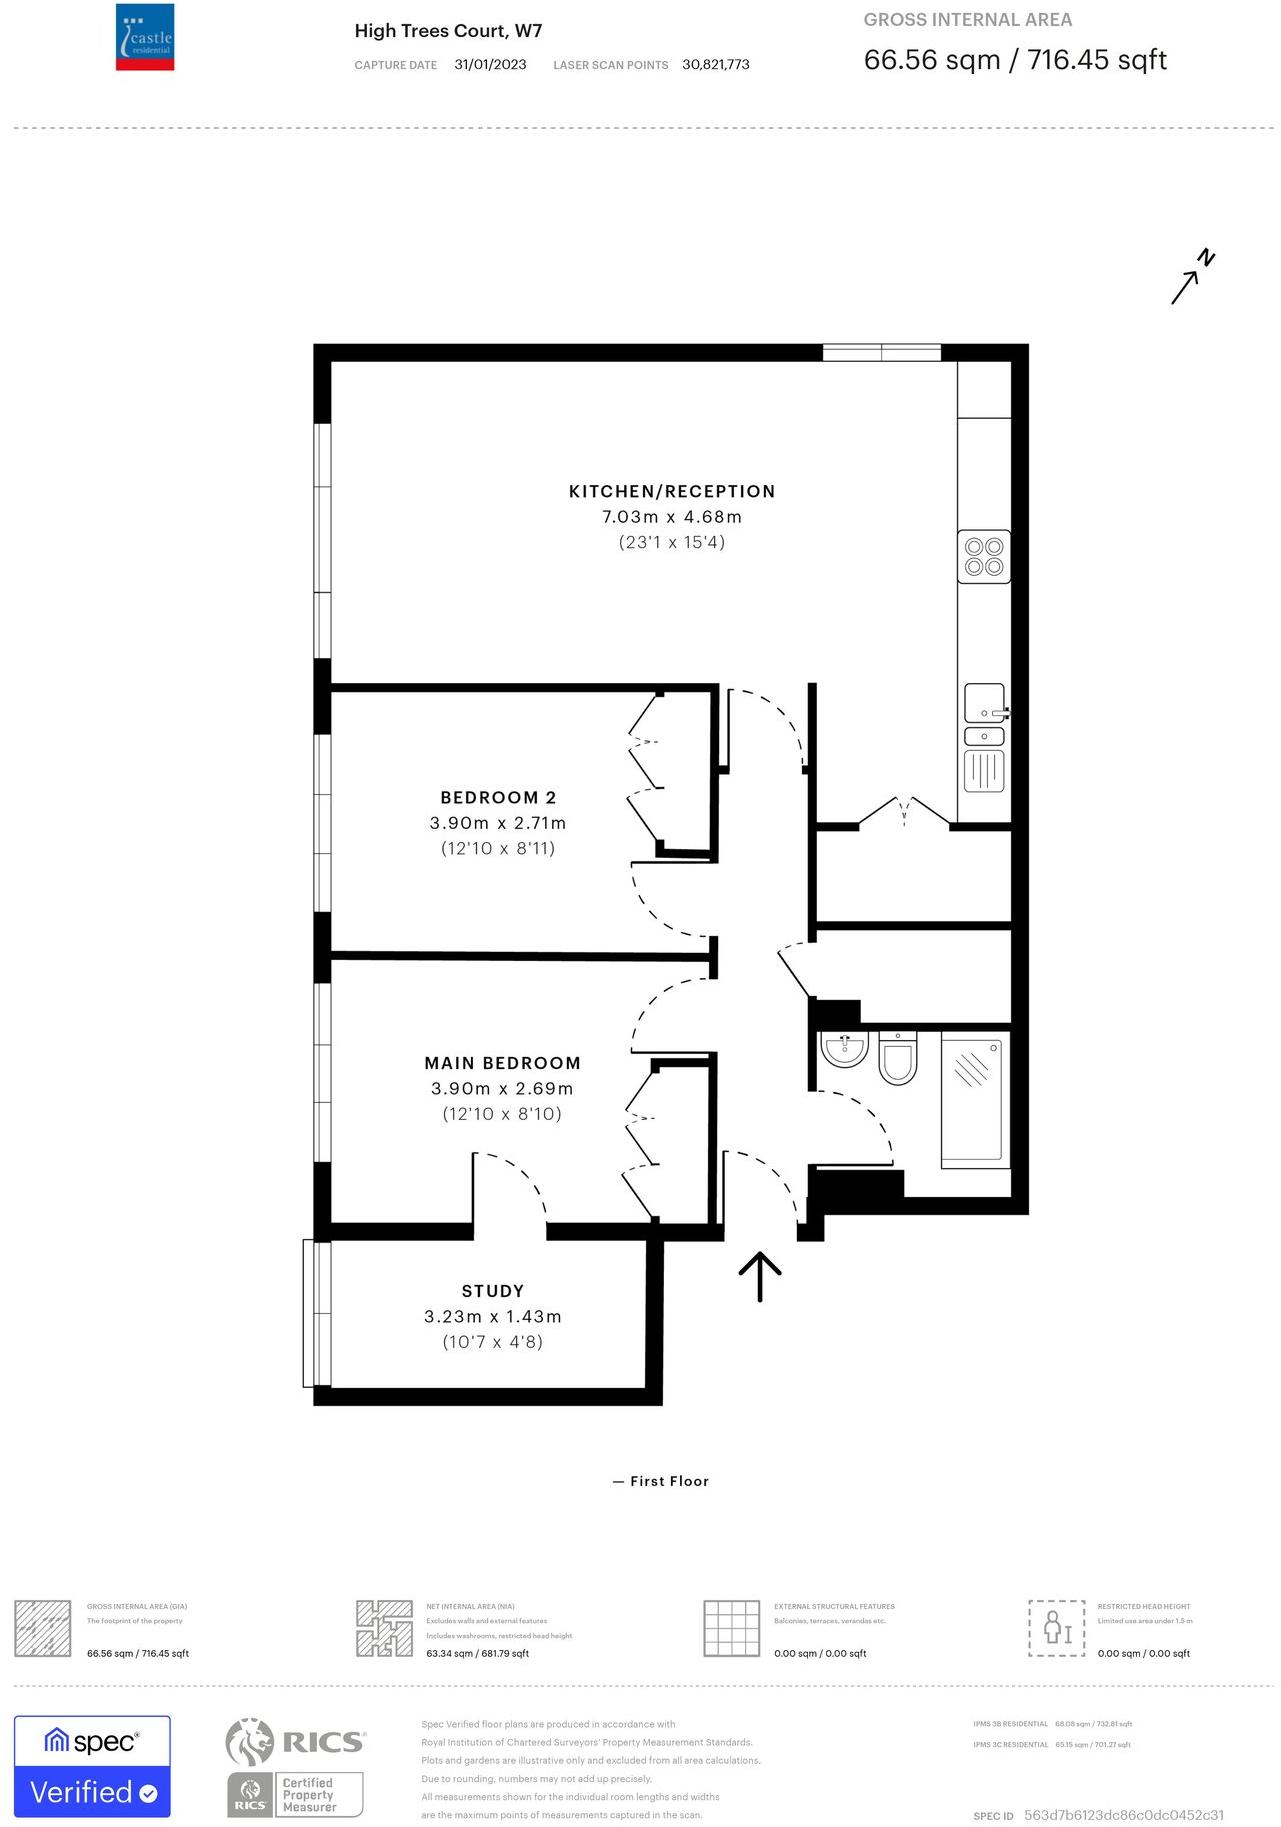 castle
residential
High Trees Court, W7
CAPTURE DATE 31/01/2023 LASER SCAN POINTS 30,821,773
GROSS INTERNAL AREA
66.56 sqm / 716.45 sqft
N
KITCHEN/RECEPTION
7.03m x 4.68m
(23'1 x 15'4)
BEDROOM 2
3.90m x 2.71m
(12'10 x 8'11)
MAIN BEDROOM
3.90m x 2.69m
(12'10 x 8'10)
STUDY
3.23m x 1.43m
(10'7 x 4'8)
— First Floor
GROSS INTERNAL AREA (GIA)
The footprint of the property
66.56 sqm / 716.45 sqft
NET INTERNAL AREA (NIA)
Excludes walls and external features
Includes washrooms, restricted head height
63.34 sqm / 681.79 sqft
EXTERNAL STRUCTURAL FEATURES
Balconies, terraces, verandas etc.
0.00 sqm / 0.00 sqft
RESTRICTED HEAD HEIGHT
Limited use area under 1.5 m
0.00 sqm / 0.00 sqft
spec®
Verified
RICS®
RICS
Certified
Property
Measurer
Spec Verified floor plans are produced in accordance with
Royal Institution of Chartered Surveyors' Property Measurement Standards.
Plots and gardens are illustrative only and excluded from all area calculations.
Due to rounding, numbers may not add up precisely.
All measurements shown for the individual room lengths and widths
are the maximum points of measurements captured in the scan.
IPMS 3B RESIDENTIAL 68.08 sqm / 732.81 sqft
IPMS 3C RESIDENTIAL 65.15 sqm / 701.27 sqft
SPEC ID 563d7b6123dc86c0dc0452c31